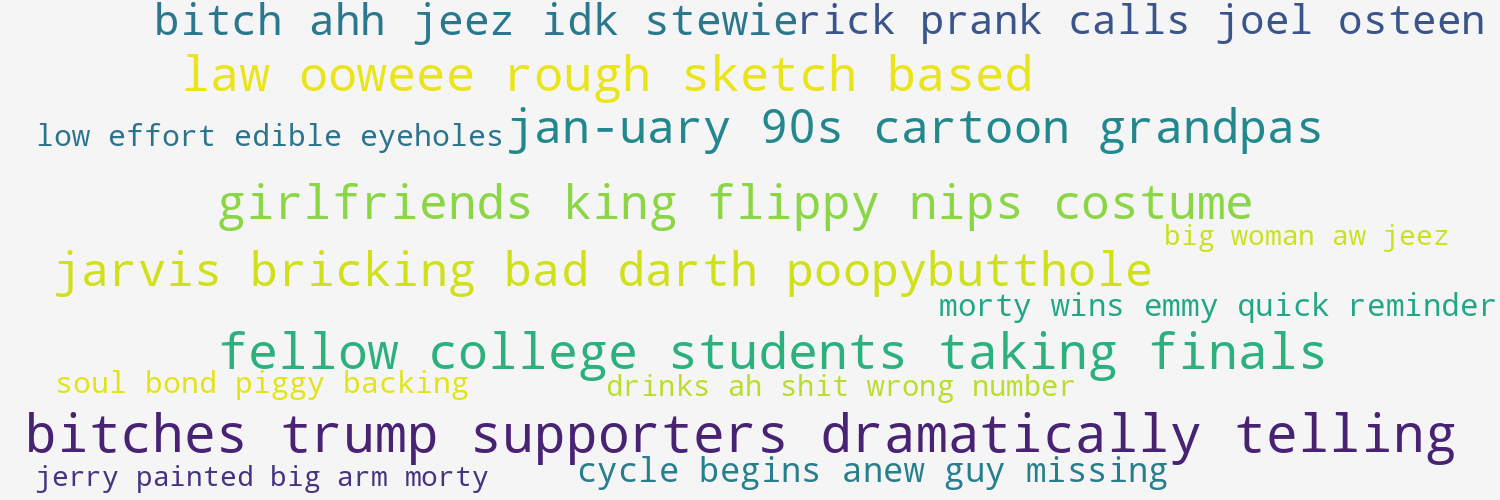 bitch ahh jeez idk stewie
rick prank calls joel osteen
law ooweee rough sketch based
jan-uary 90s cartoon grandpas
low effort edible eyeholes
girlfriends king flippy nips costume
big woman aw jeez
jarvis bricking bad darth poopybutthole
morty wins emmy quick reminder
fellow college students taking finals
soul bond piggy backing
drinks ah shit wrong number
bitches trump supporters dramatically telling
cycle begins anew guy missing
jerry painted big arm morty